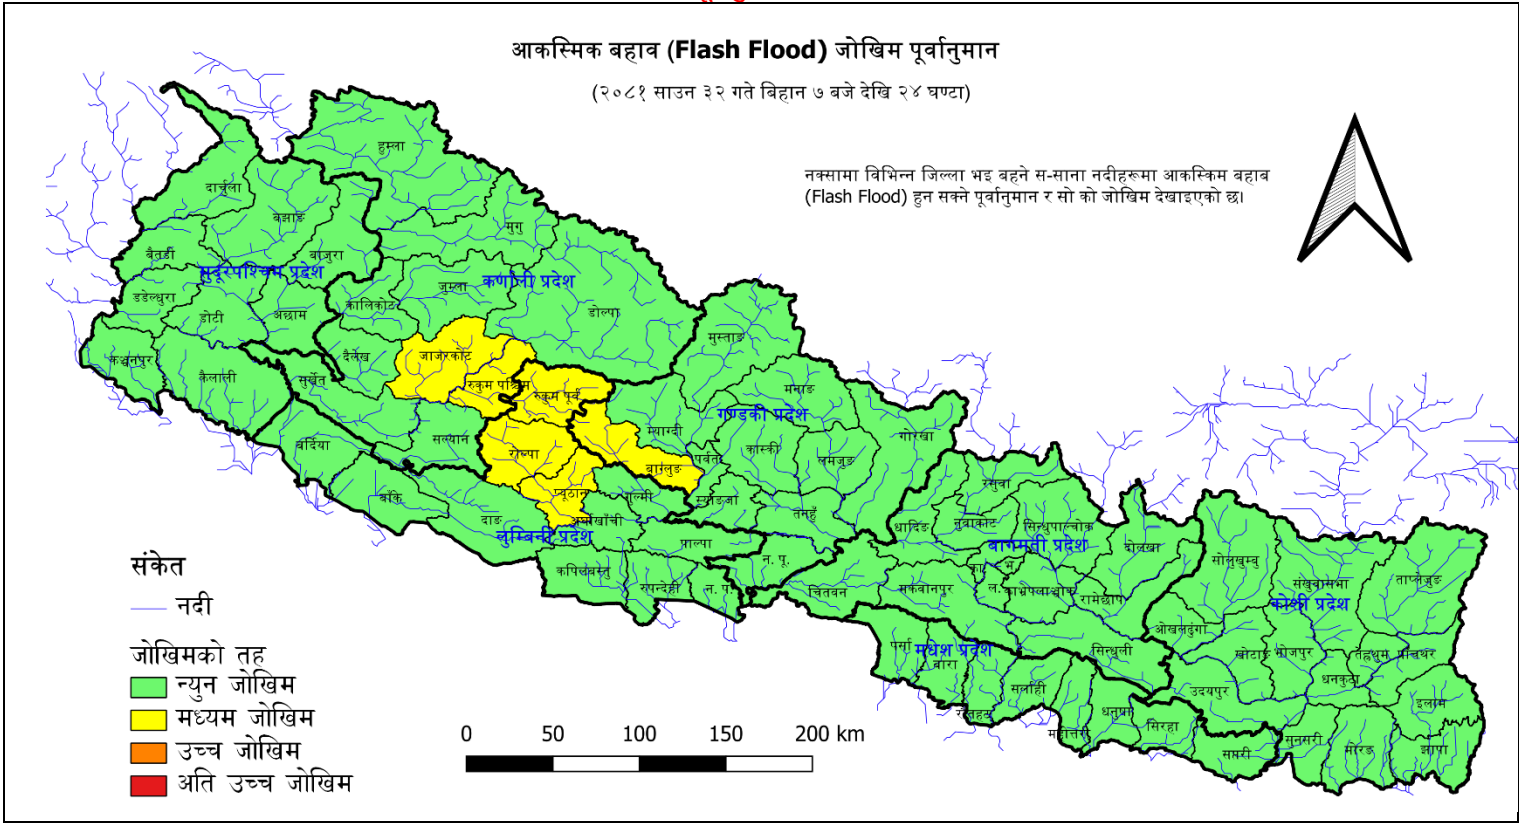 आकस्मिक बहाव (Flash Flood) जोखिम पूर्वानुमान
(२०८१ साउन ३२ गते बिहान ७ बजे देखि २४ घण्टा)
नक्सामा विभिन्न जिल्ला भइ बहने स-साना नदीहरूमा आकस्किम बहाब
(Flash Flood) हुन सक्ने पूर्वानुमान र सो को जोखिम देखाइएको छ।
हुम्ला
दार्चुला
बझाङ
मुगु
बैतडी
बाजुरा
सुदूरपश्चिम प्रदेश
कर्णाली प्रदेश
जुम्ला
डडेल्धुरा
कालिकोट
डोल्पा
डोटी
अछाम
मुस्ताङ
कञ्चनपुर
दैलेख
जाजरकोट
कैलाली
सुर्खेत
रुकुम पश्चिम
रुकुम पूर्व
मनाङ
गण्डकी प्रदेश
म्याग्दी
गोरखा
बर्दिया
सल्यान
रोल्पा
कास्की
लमजुङ
पर्वत
बाग्लुङ
रसुवा
बाँके
प्यूठान
गुल्मी
स्याङजा
तनहुँ
दाङ
अर्घाखाँची
धादिङ
नुवाकोट
सिन्धुपाल्चोक
लुम्बिनी प्रदेश
पाल्पा
बागमती प्रदेश
दोलखा
न. पू.
सोलुखुम्बु
कपिलबस्तु
का.
भ.
संखुवासभा
ताप्लेजुङ
रुपन्देही
न. प.
चितवन
मकवानपुर
ल.
काभ्रेपलाञ्चोक
रामेछाप
कोशी प्रदेश
ओखलढुंगा
पर्सा
मधेश प्रदेश
बारा
सिन्धुली
खोटाङ
भोजपुर
तेह्रथुम
पाँचथर
धनकुटा
सर्लाही
उदयपुर
इलाम
रौतहट
धनुषा
महोत्तरी
सिरहा
सप्तरी
सुनसरी
मोरङ
झापा
संकेत
नदी
जोखिमको तह
न्युन जोखिम
मध्यम जोखिम
उच्च जोखिम
अति उच्च जोखिम
0 50 100 150 200 km